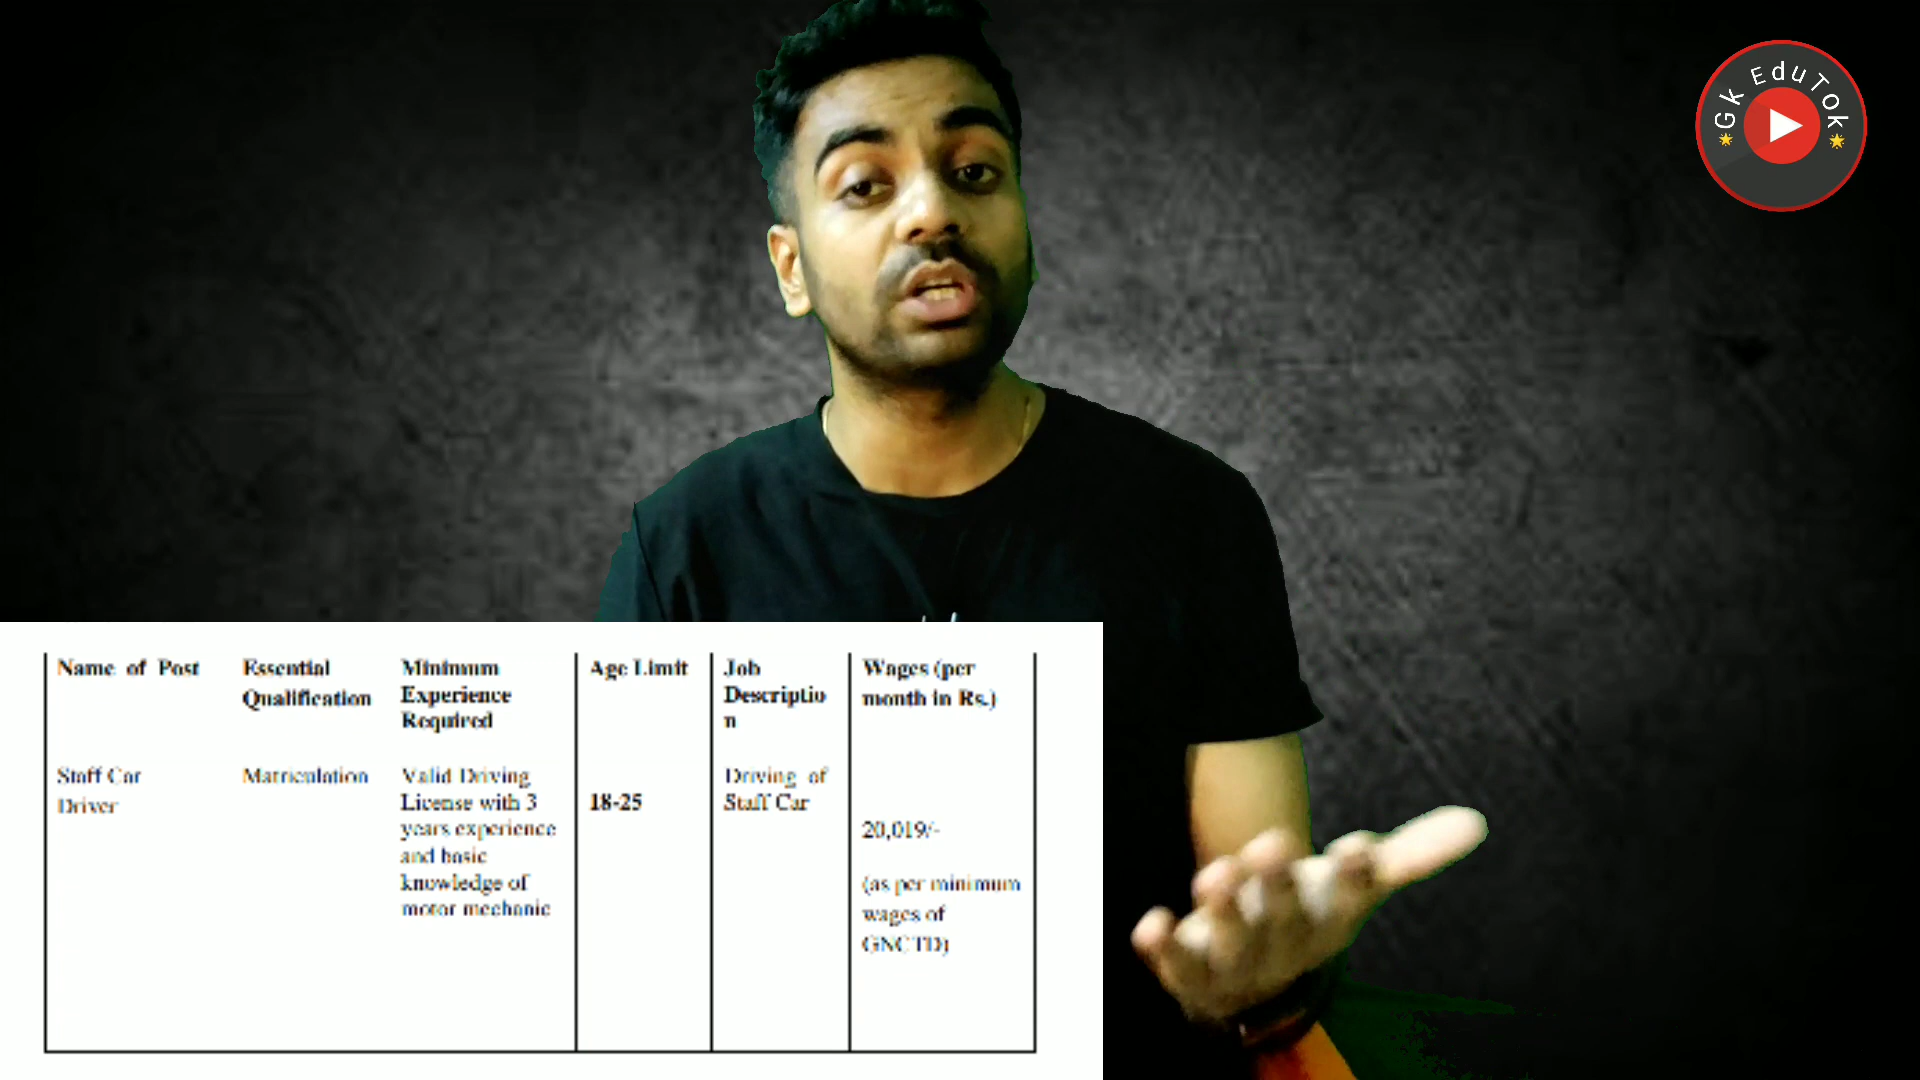 Gk EduTok
Name of Post
Essential
Qualification
Minimum
Experience
Required
Age Limit
Job
Descriptio
n
Wages (per
month in Rs.)
Staff Car
Driver
Matriculation
Valid Driving
License with 3
years experience
and basic
knowledge of
motor mechanic
18-25
Driving of
Staff Car
20,019/-
(as per minimum
wages of
GNCTD)